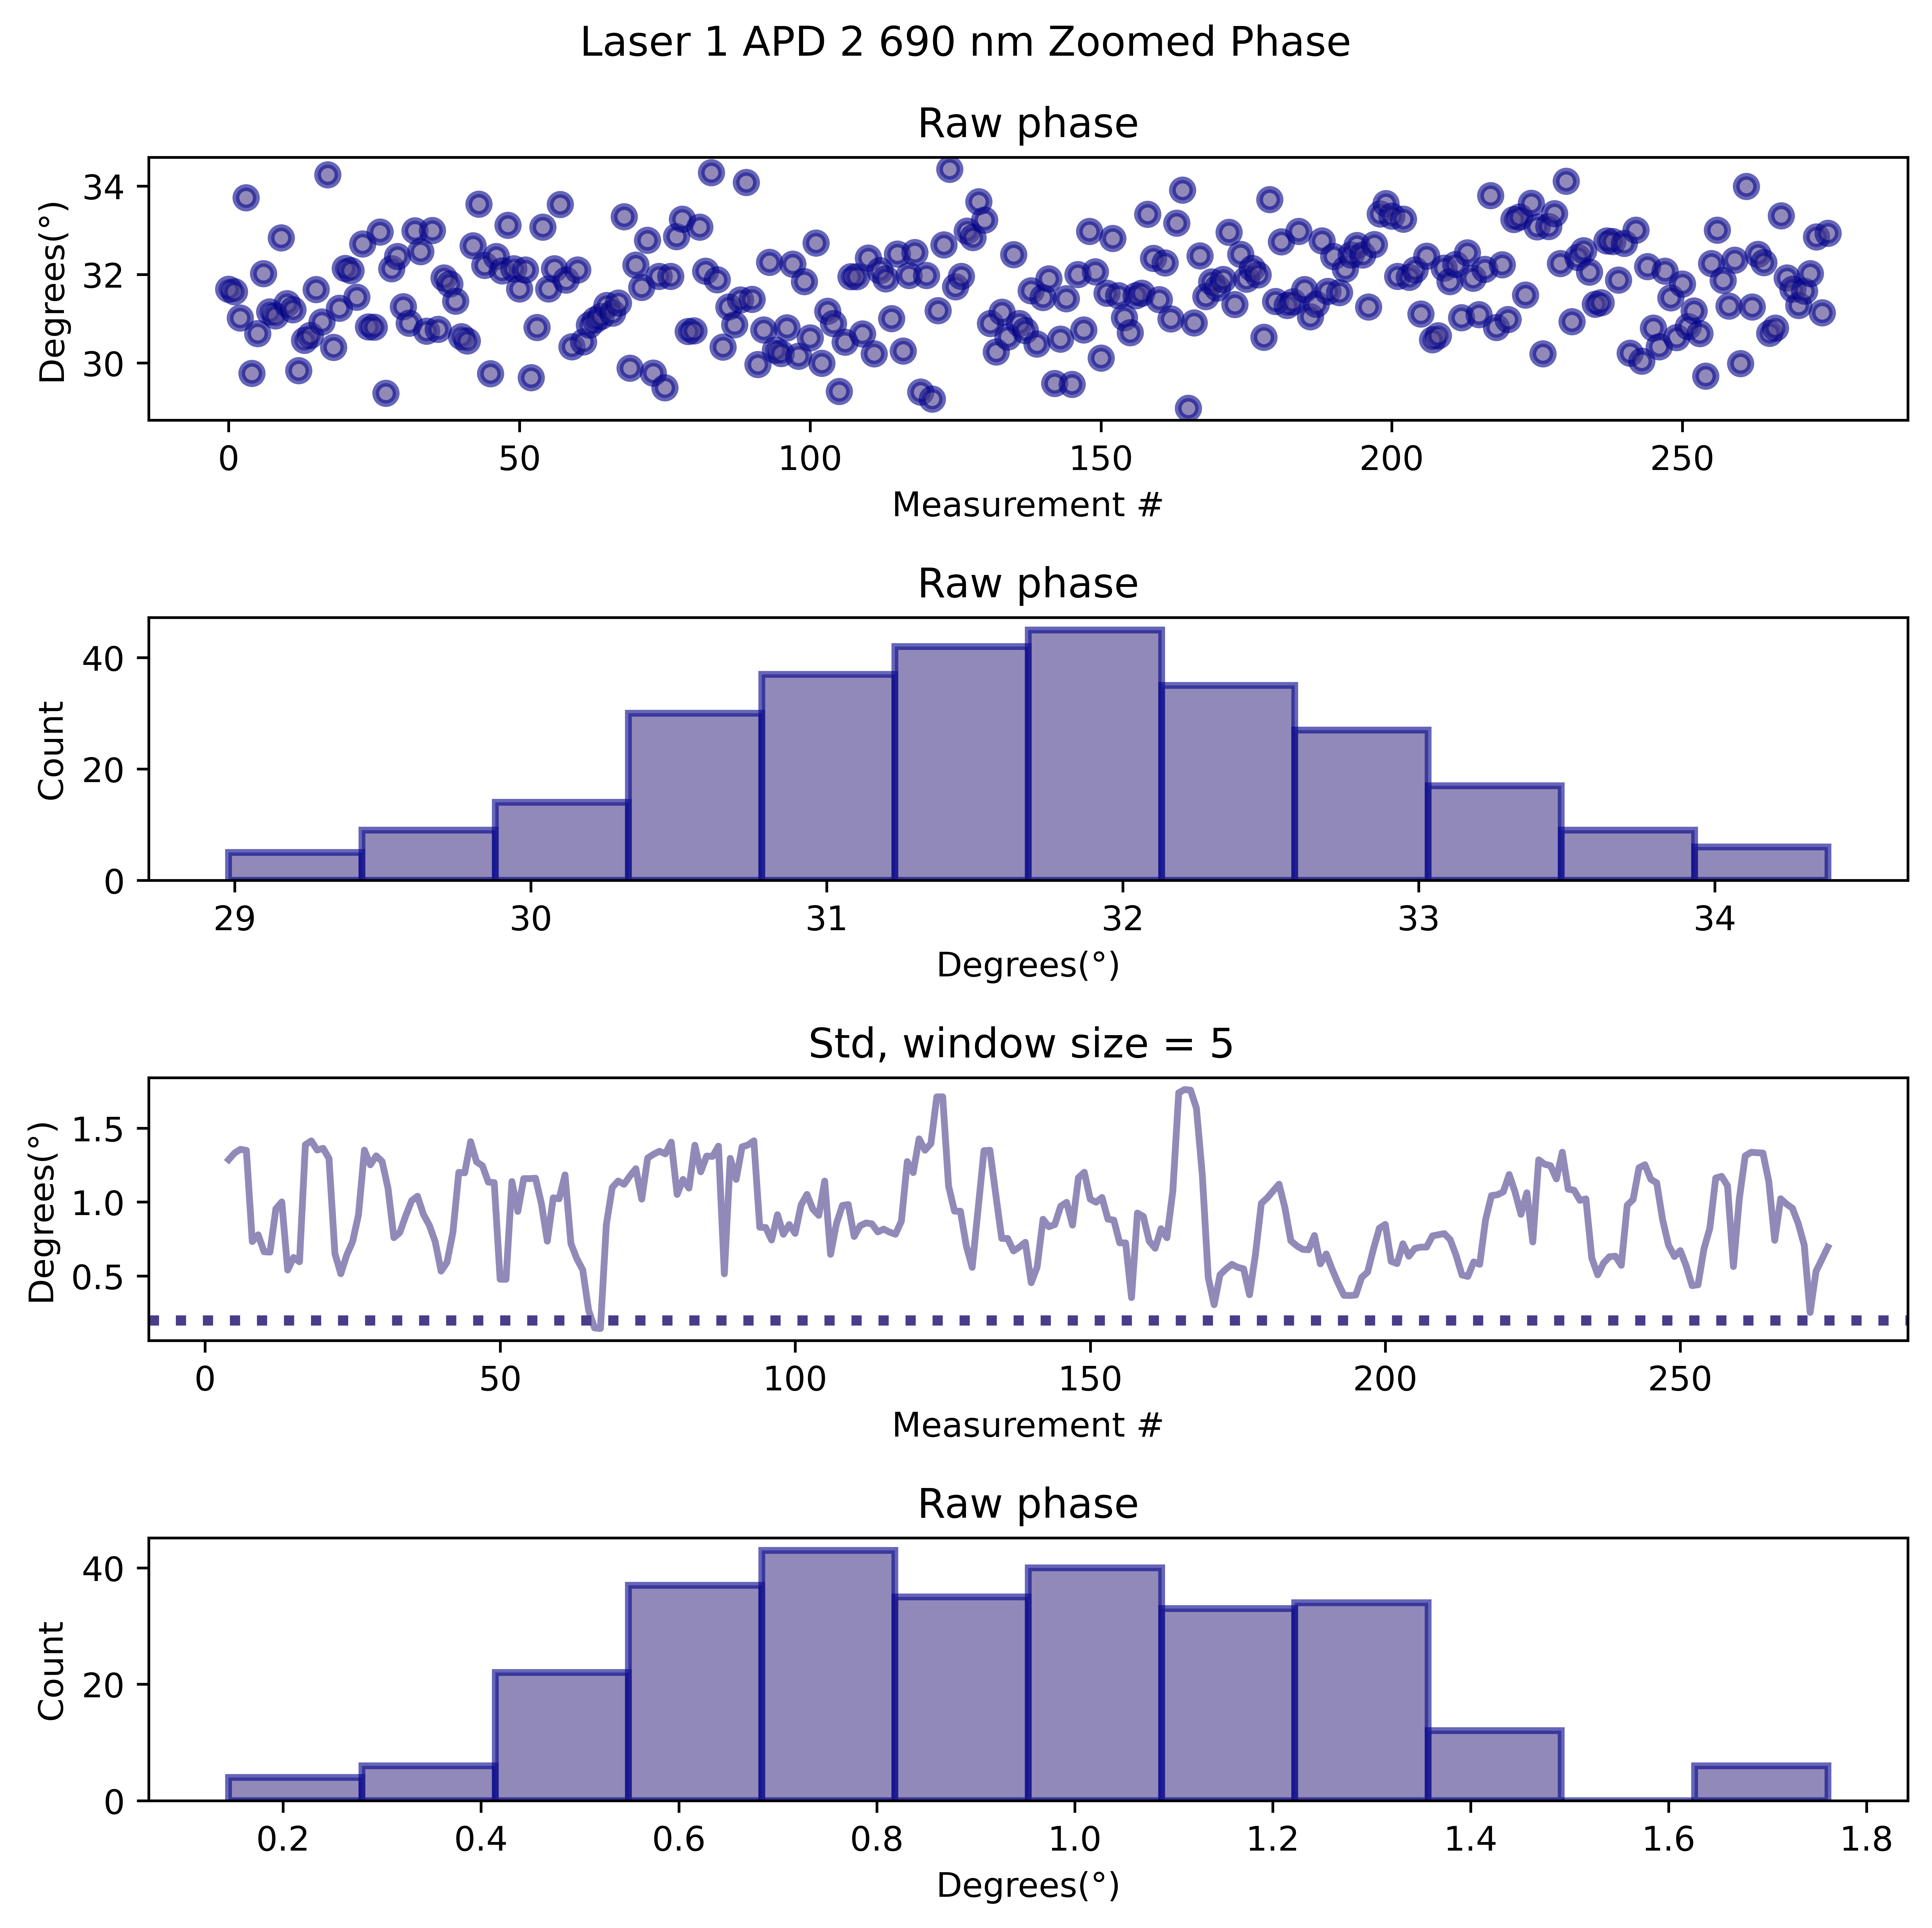 Laser 1 APD 2 690 nm Zoomed Phase
Raw phase
Degrees(°)
34
32
30
0 50 100 150 200 250
Measurement #
Raw phase
Count
40
20
0
29 30 31 32 33 34
Degrees(°)
Std, window size = 5
Degrees(°)
1.5
1.0
0.5
0 50 100 150 200 250
Measurement #
Raw phase
Count
40
20
0
0.2 0.4 0.6 0.8 1.0 1.2 1.4 1.6 1.8
Degrees(°)